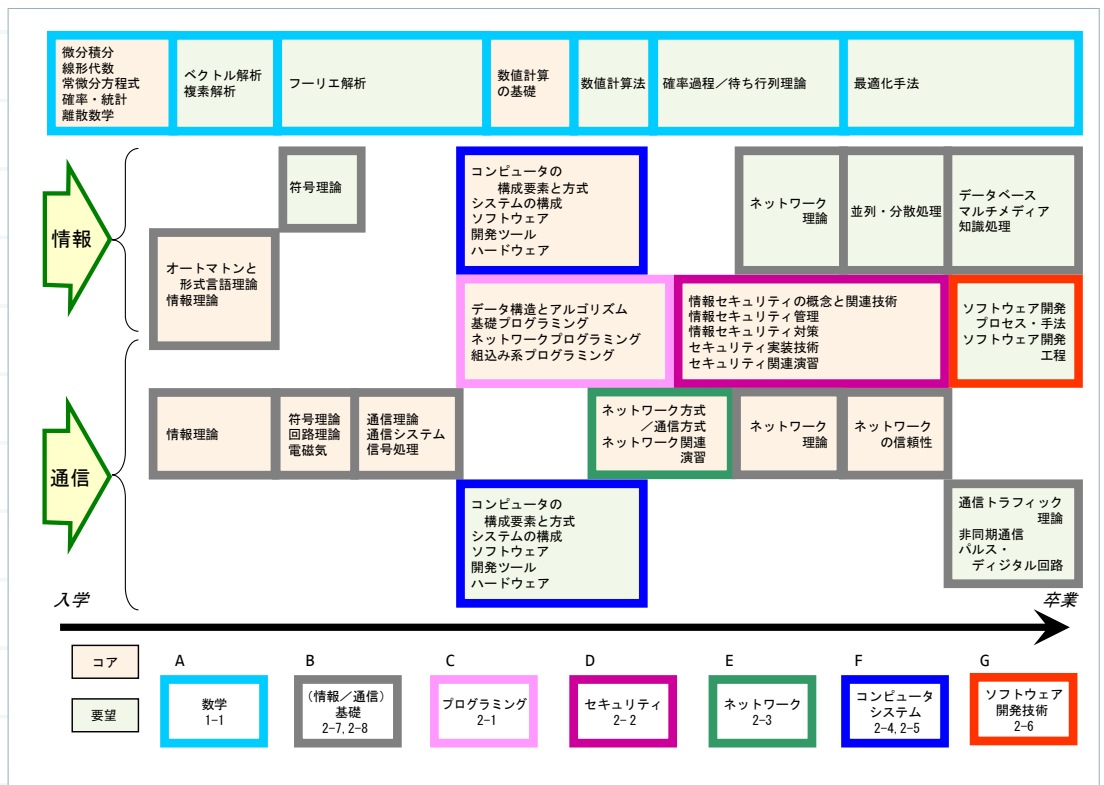 微分積分
線形代数
常微分方程式
確率・統計
離散数学
ベクトル解析
複素解析
フーリエ解析
数値計算
の基礎
数値計算法
確率過程／待ち行列理論
最適化手法
情報
符号理論
オートマトンと
形式言語理論
情報理論
コンピュータの
構成要素と方式
システムの構成
ソフトウェア
開発ツール
ハードウェア
ネットワーク
理論
並列・分散処理
データベース
マルチメディア
知識処理
データ構造とアルゴリズム
基礎プログラミング
ネットワークプログラミング
組込み系プログラミング
情報セキュリティの概念と関連技術
情報セキュリティ管理
情報セキュリティ対策
セキュリティ実装技術
セキュリティ関連演習
ソフトウェア開発
プロセス・手法
ソフトウェア開発
工程
通信
情報理論
符号理論
回路理論
電磁気
通信理論
通信システム
信号処理
ネットワーク方式
／通信方式
ネットワーク関連
演習
ネットワーク
理論
ネットワーク
の信頼性
コンピュータの
構成要素と方式
システムの構成
ソフトウェア
開発ツール
ハードウェア
通信トラフィック
理論
非同期通信
パルス・
ディジタル回路
入学
卒業
コア
要望
A
数学
1-1
B
（情報／通信）
基礎
2-7, 2-8
C
プログラミング
2-1
D
セキュリティ
2-2
E
ネットワーク
2-3
F
コンピュータ
システム
2-4, 2-5
G
ソフトウェア
開発技術
2-6